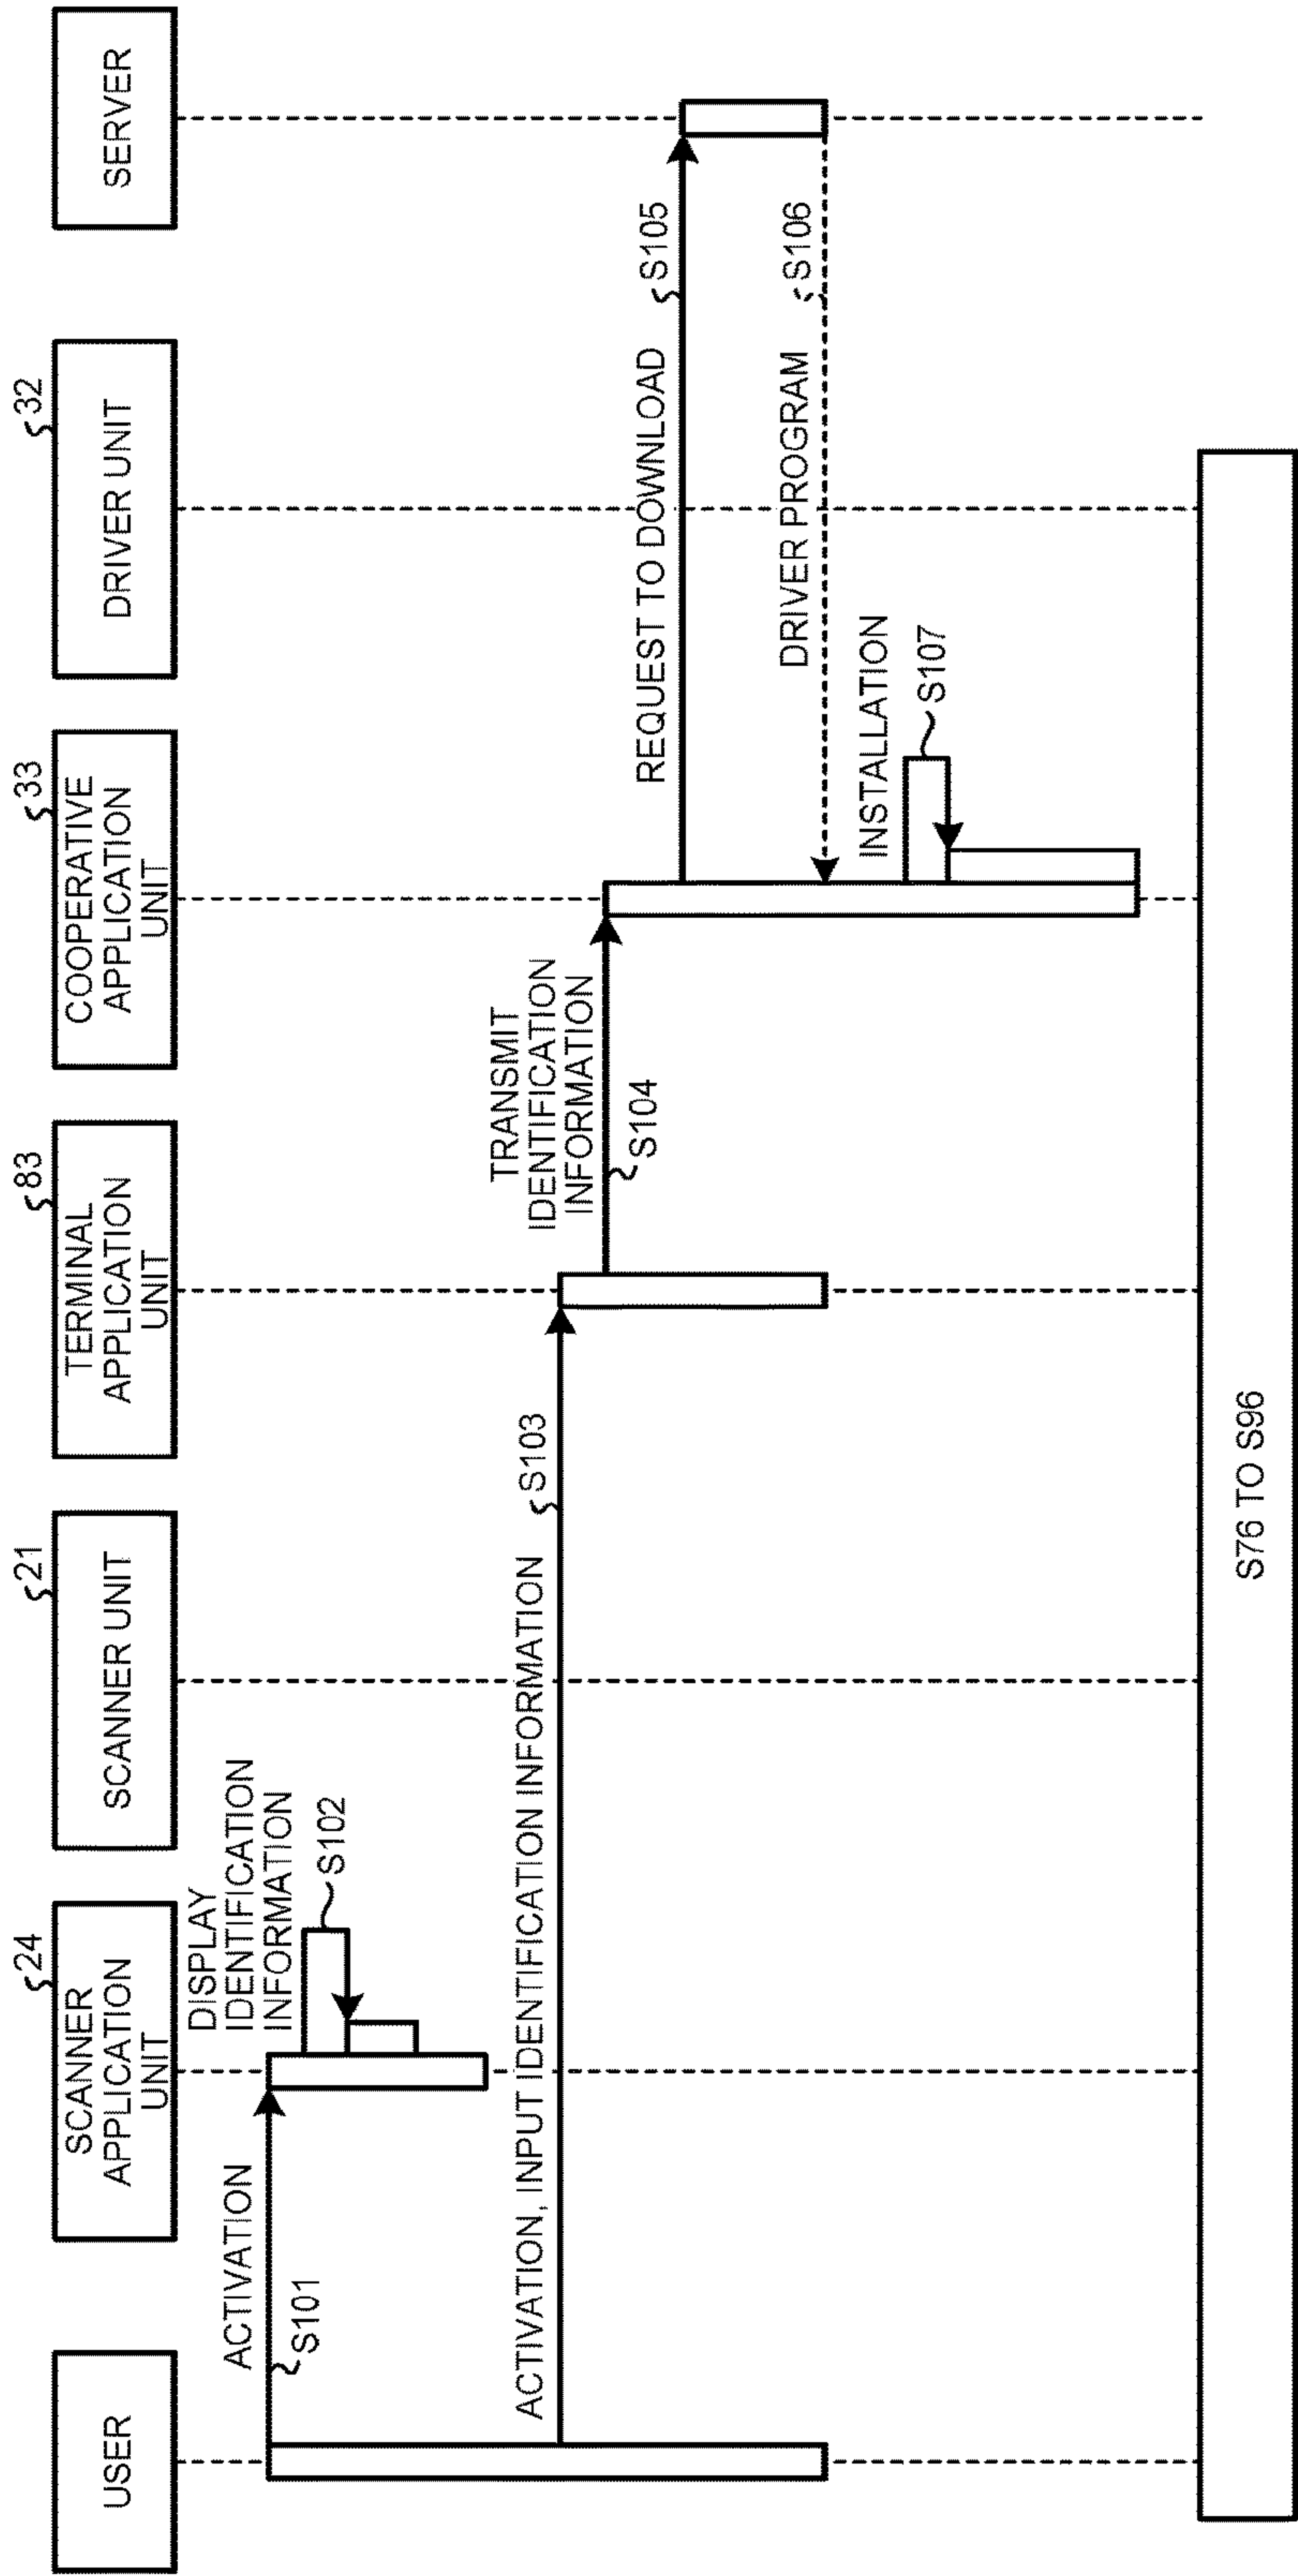 USER
24
SCANNER
APPLICATION
UNIT
21
SCANNER UNIT
83
TERMINAL
APPLICATION
UNIT
33
COOPERATIVE
APPLICATION
UNIT
32
DRIVER UNIT
SERVER
ACTIVATION
S101
DISPLAY
IDENTIFICATION
INFORMATION
S102
ACTIVATION, INPUT IDENTIFICATION INFORMATION
S103
TRANSMIT
IDENTIFICATION
INFORMATION
S104
REQUEST TO DOWNLOAD
S105
DRIVER PROGRAM
S106
INSTALLATION
S107
S76 TO S96